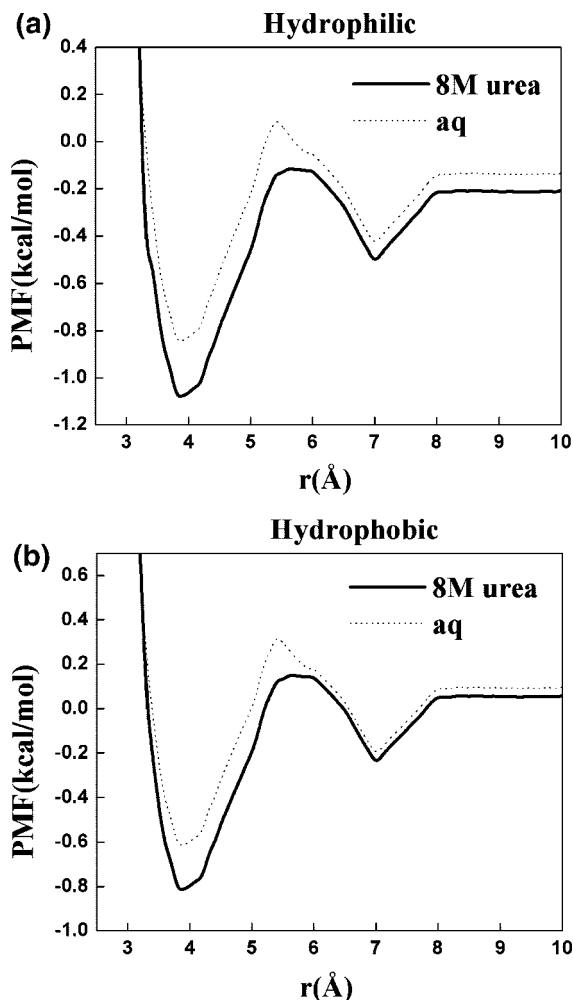 (a)
Hydrophilic
0.4
0.2
0.0
-0.2
-0.4
-0.6
-0.8
-1.0
-1.2
PMF(kcal/mol)
8M urea
aq
3 4 5 6 7 8 9 10
r(Å)
(b)
Hydrophobic
0.6
0.4
0.2
0.0
-0.2
-0.4
-0.6
-0.8
-1.0
PMF(kcal/mol)
8M urea
aq
3 4 5 6 7 8 9 10
r(Å)